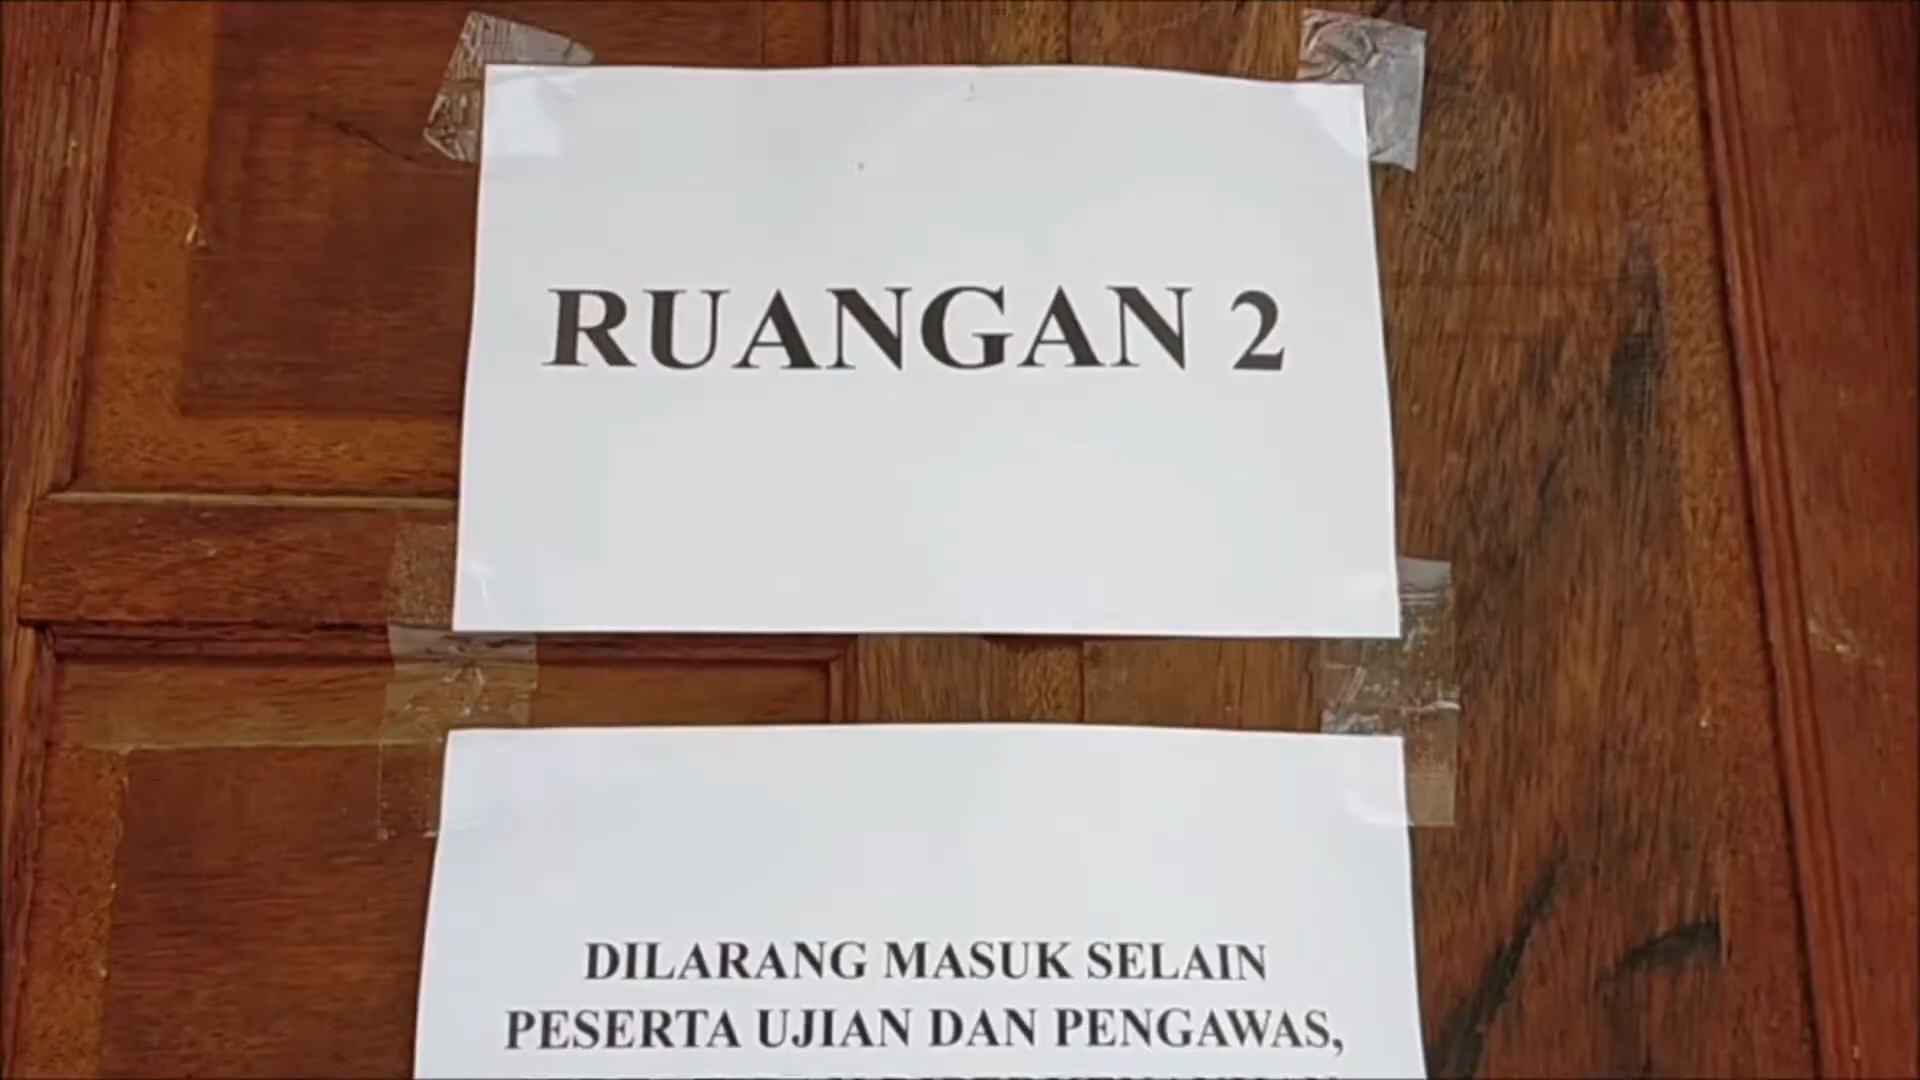 RUANGAN 2
DILARANG MASUK SELAIN
PESERTA UJIAN DAN PENGAWAS,